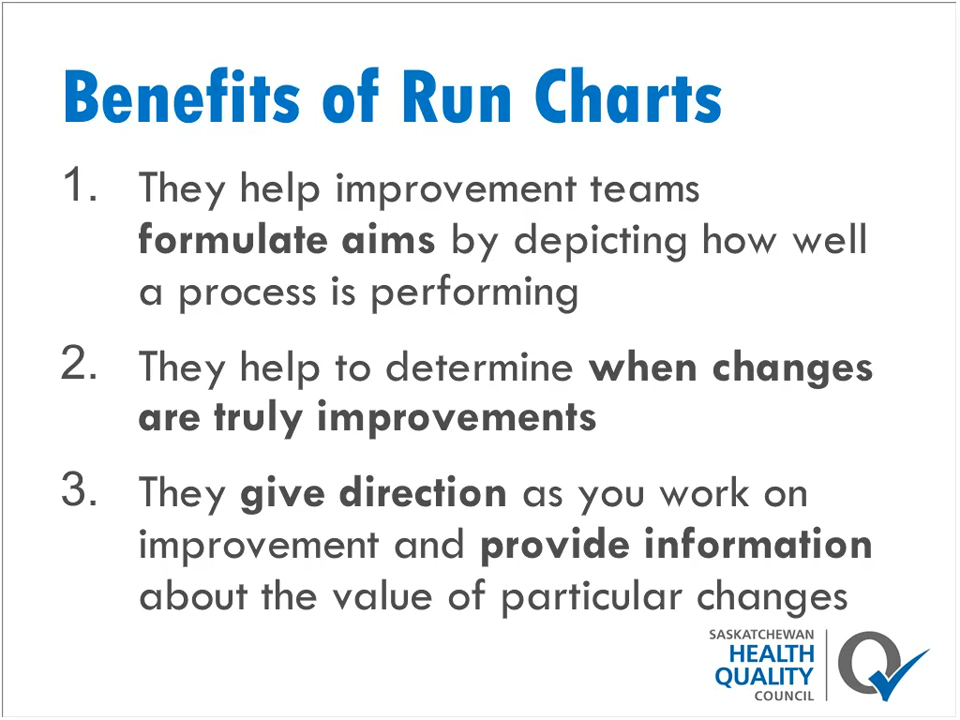 Benefits of Run Charts
1. They help improvement teams
formulate aims by depicting how well
a process is performing
2. They help to determine when changes
are truly improvements
3. They give direction as you work on
improvement and provide information
about the value of particular changes
SASKATCHEWAN
HEALTH
QUALITY
COUNCIL
Q